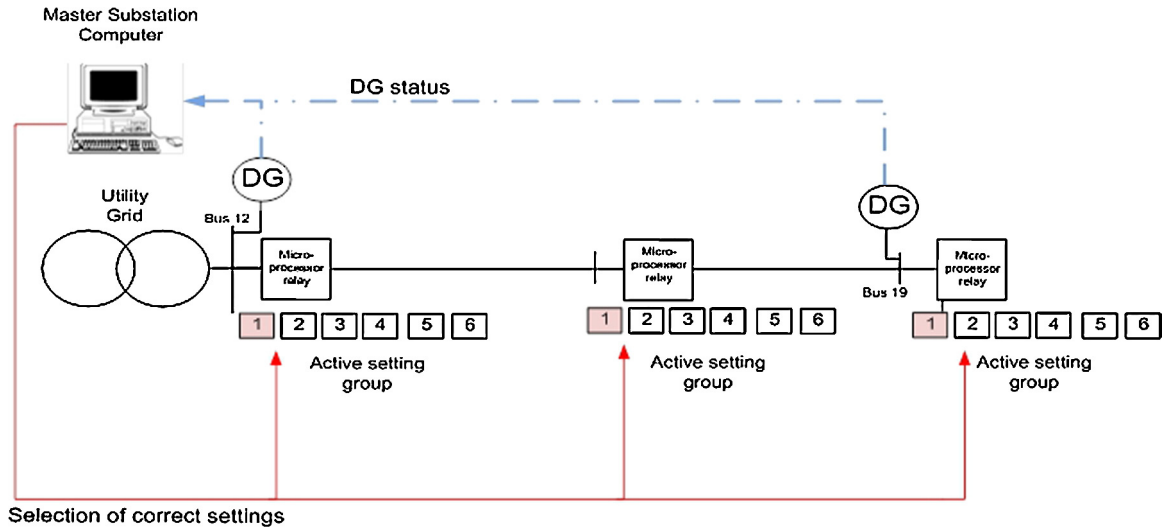 Master Substation
Computer
DG status
DG
DG
Utility
Grid
Bus 12
Micro-
processor
relay
Micro-
processor
relay
Micro-
processor
relay
Bus 19
1 2 3 4 5 6
1 2 3 4 5 6
1 2 3 4 5 6
Active setting
group
Active setting
group
Active setting
group
Selection of correct settings